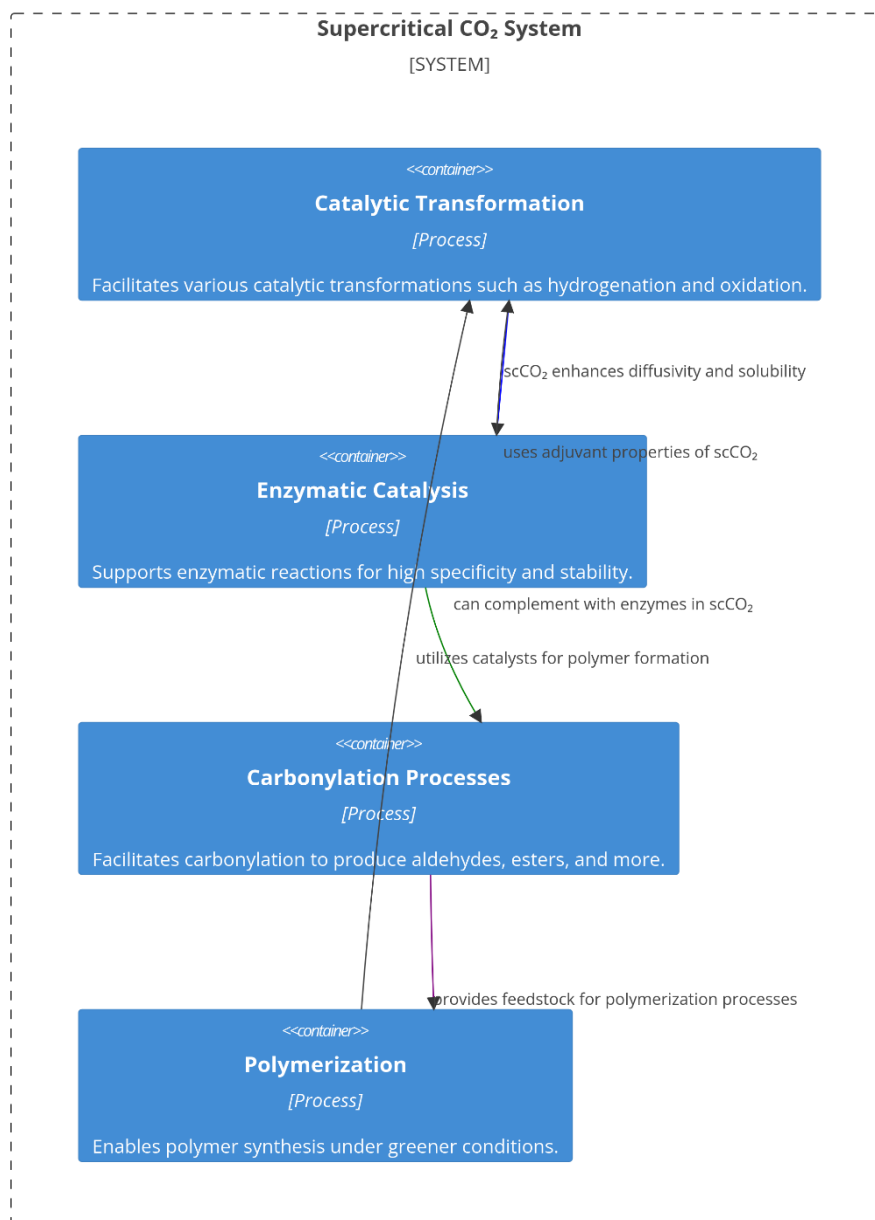 Supercritical CO₂ System
[SYSTEM]
<<container>>
Catalytic Transformation
[Process]
Facilitates various catalytic transformations such as hydrogenation and oxidation.
scCO₂ enhances diffusivity and solubility
<<container>>
uses adjuvant properties of scCO₂
Enzymatic Catalysis
[Process]
Supports enzymatic reactions for high specificity and stability.
can complement with enzymes in scCO₂
utilizes catalysts for polymer formation
<<container>>
Carbonylation Processes
[Process]
Facilitates carbonylation to produce aldehydes, esters, and more.
provides feedstock for polymerization processes
<<container>>
Polymerization
[Process]
Enables polymer synthesis under greener conditions.